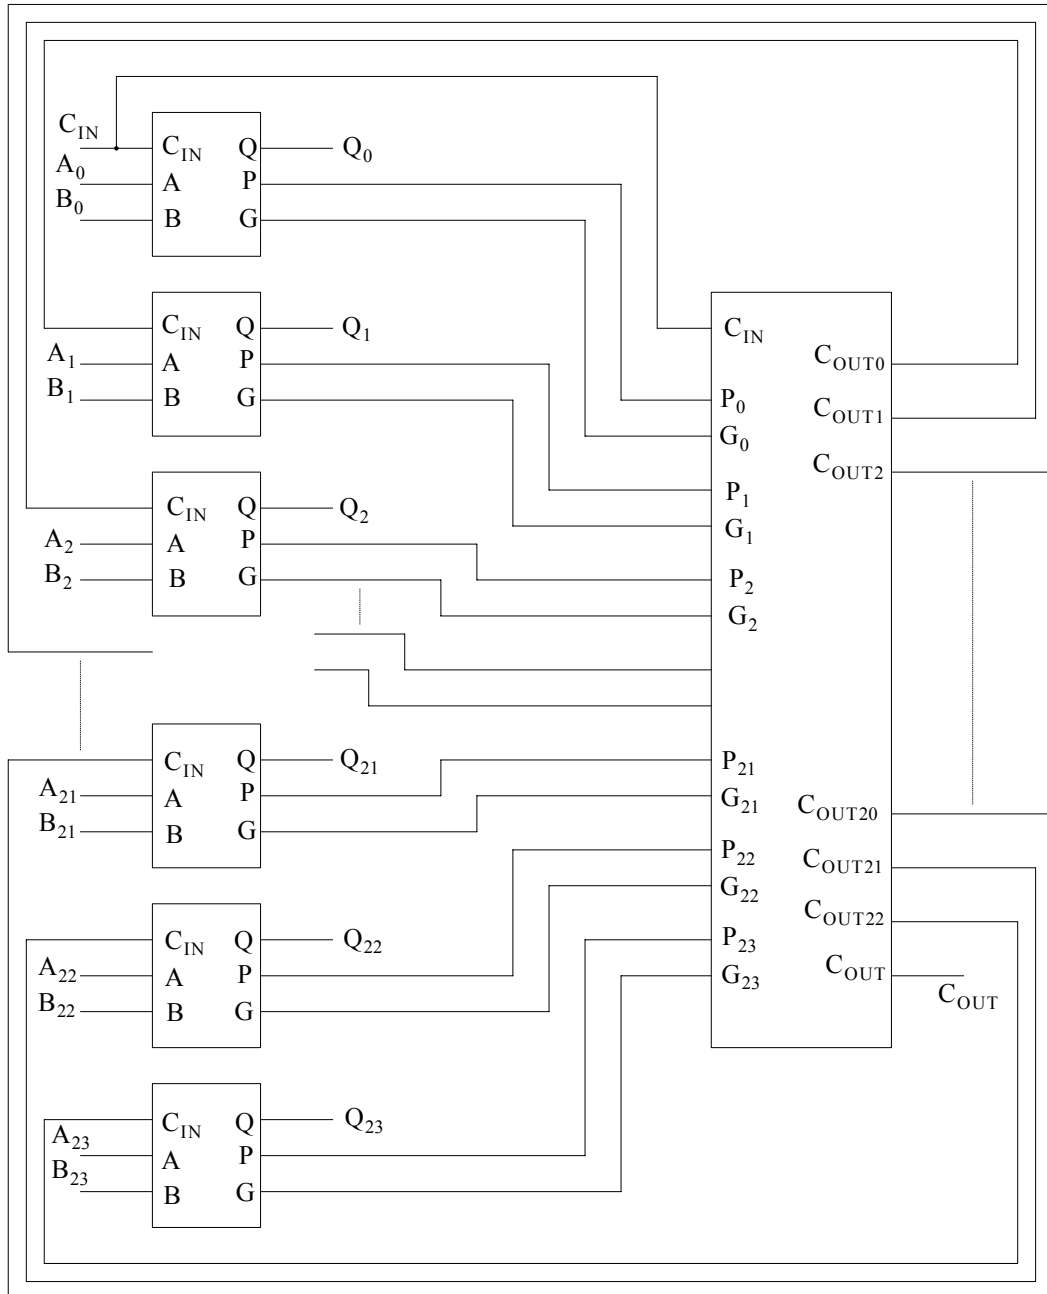 C_IN
A_0
B_0
C_IN Q
A P
B G
Q_0
A_1
B_1
C_IN Q
A P
B G
Q_1
A_2
B_2
C_IN Q
A P
B G
Q_2
A_21
B_21
C_IN Q
A P
B G
Q_21
A_22
B_22
C_IN Q
A P
B G
Q_22
A_23
B_23
C_IN Q
A P
B G
Q_23
C_IN
P_0
G_0
P_1
G_1
P_2
G_2
P_21
G_21
P_22
G_22
P_23
G_23
C_OUT0
C_OUT1
C_OUT2
C_OUT20
C_OUT21
C_OUT22
C_OUT
C_OUT